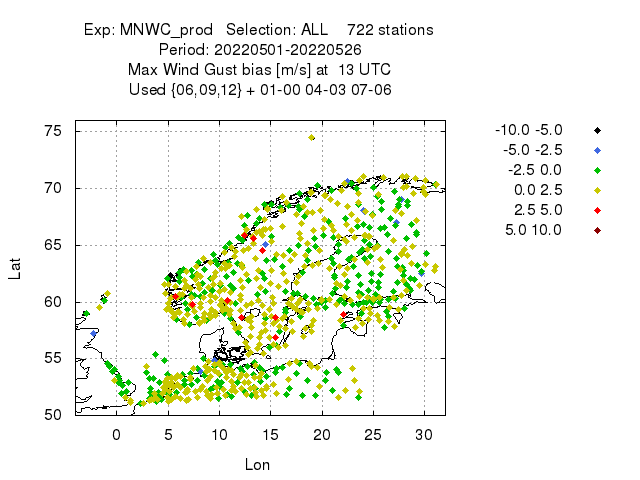 Exp: MNWC_prod   Selection: ALL    722 stations
Period: 20220501-20220526
Max Wind Gust bias [m/s] at  13 UTC
Used {06,09,12} + 01-00 04-03 07-06
-10.0 -5.0
-5.0 -2.5
-2.5 0.0
0.0 2.5
2.5 5.0
5.0 10.0
75
70
65
60
55
50
Lat
0 5 10 15 20 25 30
Lon